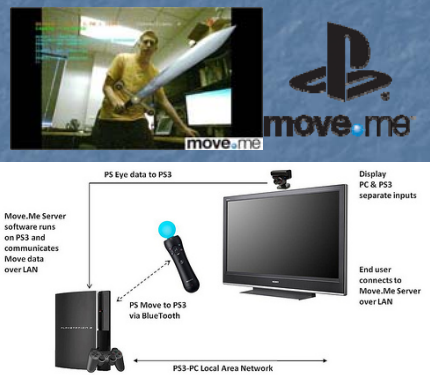 move.me
move.me
PS Eye data to PS3
Display
PC & PS3
separate inputs
Move.Me Server
software runs
on PS3 and
communicates
Move data
over LAN
PS Move to PS3
via BlueTooth
End user
connects to
Move.Me Server
over LAN
PS3-PC Local Area Network